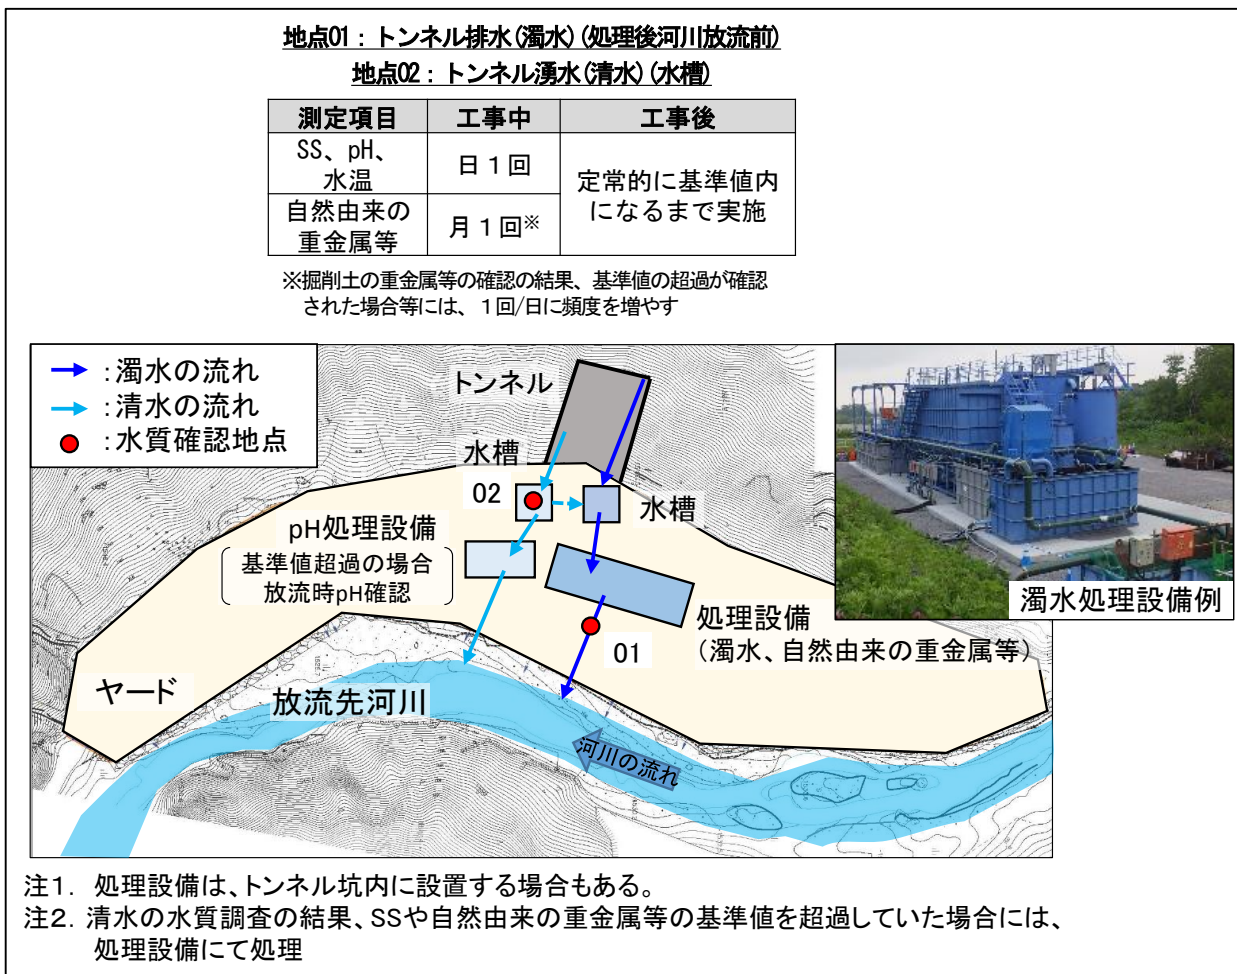 地点01：トンネル排水(濁水)(処理後河川放流前)
地点02：トンネル湧水(清水)(水槽)
測定項目 工事中 工事後
SS、pH、
水温
日１回
定常的に基準値内
になるまで実施
自然由来の
重金属等
月１回※
※掘削土の重金属等の確認の結果、基準値の超過が確認
された場合等には、１回/日に頻度を増やす
：濁水の流れ
：清水の流れ
：水質確認地点
トンネル
水槽
02
水槽
pH処理設備
基準値超過の場合
放流時pH確認
処理設備
（濁水、自然由来の重金属等）
01
濁水処理設備例
ヤード
放流先河川
河川の流れ
注１．処理設備は、トンネル坑内に設置する場合もある。
注２．清水の水質調査の結果、SSや自然由来の重金属等の基準値を超過していた場合には、
処理設備にて処理